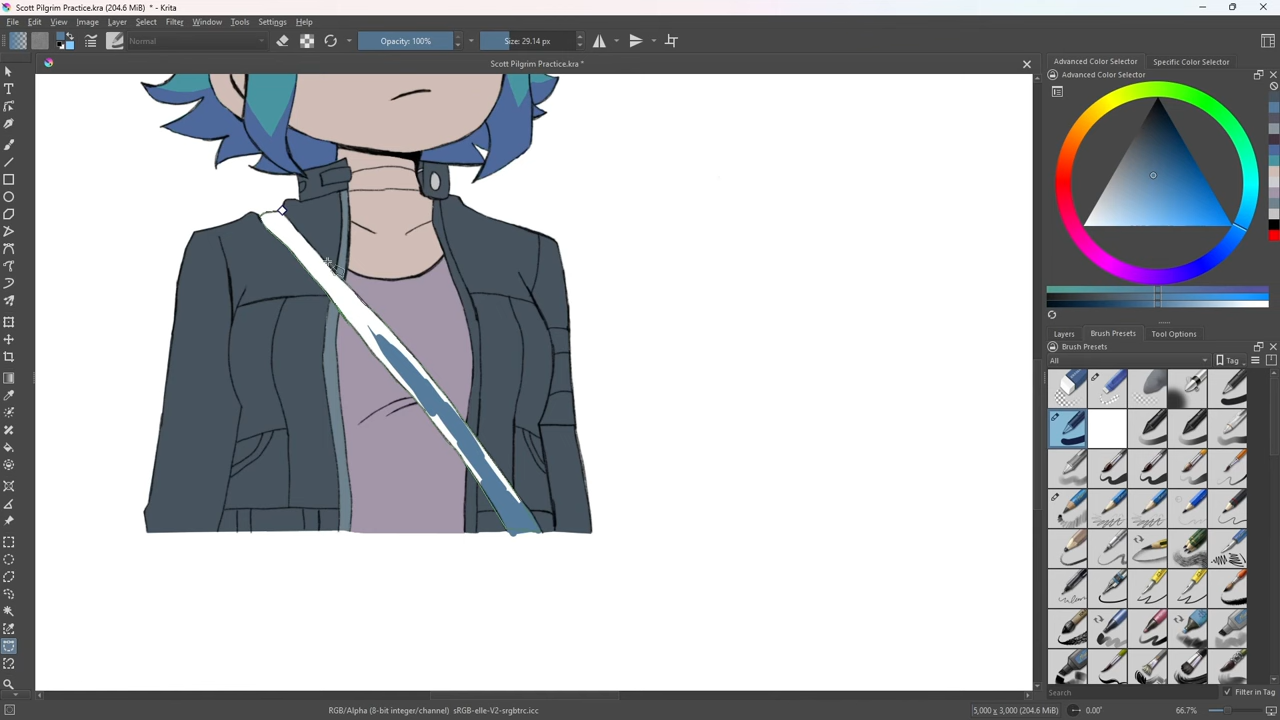 Scott Pilgrim Practice.kra (204.6 MiB) * - Krita
File Edit View Image Layer Select Filter Window Tools Settings Help
Normal Opacity: 100% Size: 29.14 px
Scott Pilgrim Practice.kra *
Advanced Color Selector Specific Color Selector
Advanced Color Selector
Layers Brush Presets Tool Options
Brush Presets
All Tag
Search Filter in Tag
RGB/Alpha (8-bit integer/channel) sRGB-elle-V2-srgbtrc.icc 5,000 x 3,000 (204.6 MiB) 0.00° 66.7%